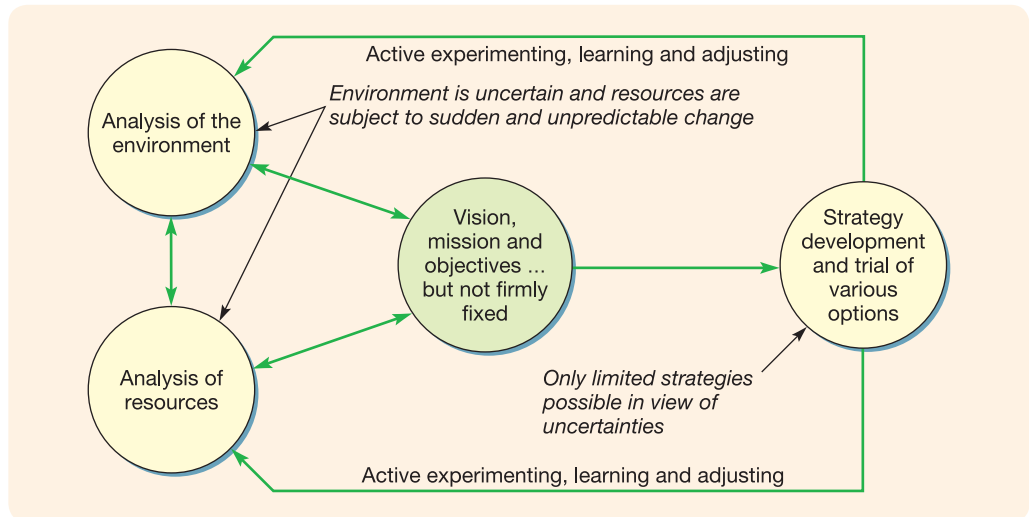 Active experimenting, learning and adjusting
Environment is uncertain and resources are
subject to sudden and unpredictable change
Analysis of the
environment
Vision,
mission and
objectives ...
but not firmly
fixed
Strategy
development
and trial of
various
options
Analysis of
resources
Only limited strategies
possible in view of
uncertainties
Active experimenting, learning and adjusting